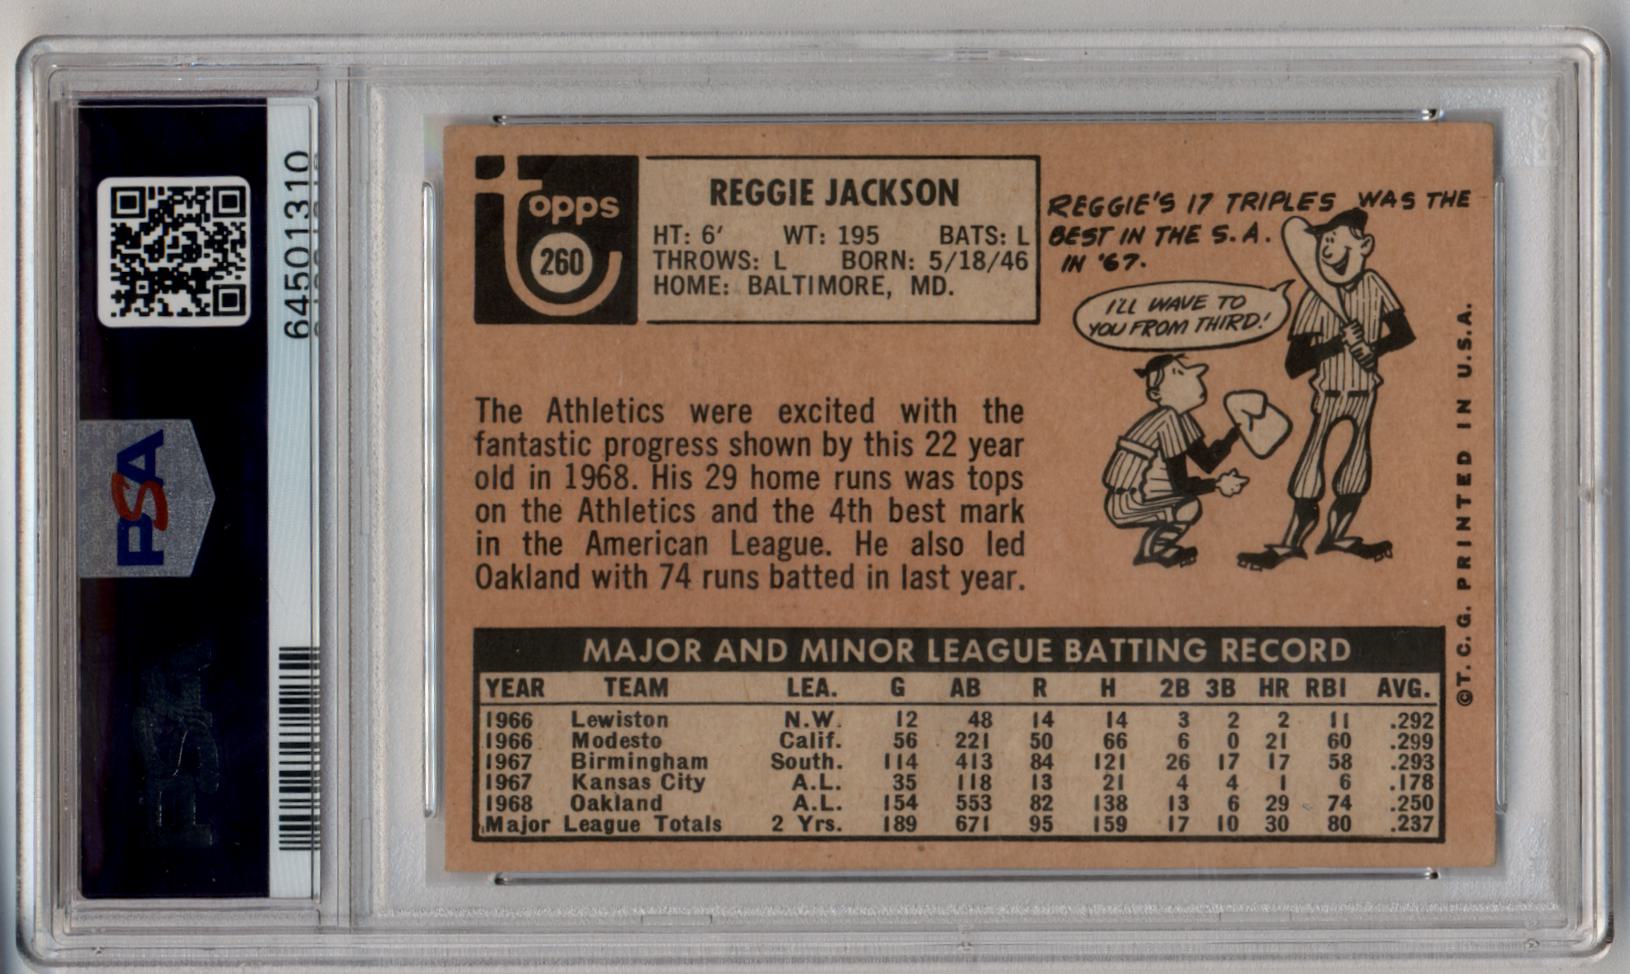 64501310
PSA
topps
260
REGGIE JACKSON
HT: 6′ WT: 195 BATS: L
THROWS: L BORN: 5/18/46
HOME: BALTIMORE, MD.
REGGIE'S 17 TRIPLES WAS THE
BEST IN THE S.A.
IN '67.
I'LL WAVE TO
YOU FROM THIRD!
The Athletics were excited with the
fantastic progress shown by this 22 year
old in 1968. His 29 home runs was tops
on the Athletics and the 4th best mark
in the American League. He also led
Oakland with 74 runs batted in last year.
MAJOR AND MINOR LEAGUE BATTING RECORD
YEAR TEAM LEA. G AB R H 2B 3B HR RBI AVG.
1966 Lewiston N.W. 12 48 14 14 3 2 2 11 .292
1966 Modesto Calif. 56 221 50 66 6 0 21 60 .299
1967 Birmingham South. 114 413 84 121 26 17 17 58 .293
1967 Kansas City A.L. 35 118 13 21 4 4 1 6 .178
1968 Oakland A.L. 154 553 82 138 13 6 29 74 .250
Major League Totals 2 Yrs. 189 671 95 159 17 10 30 80 .237
©T.C.G. PRINTED IN U.S.A.
PSA